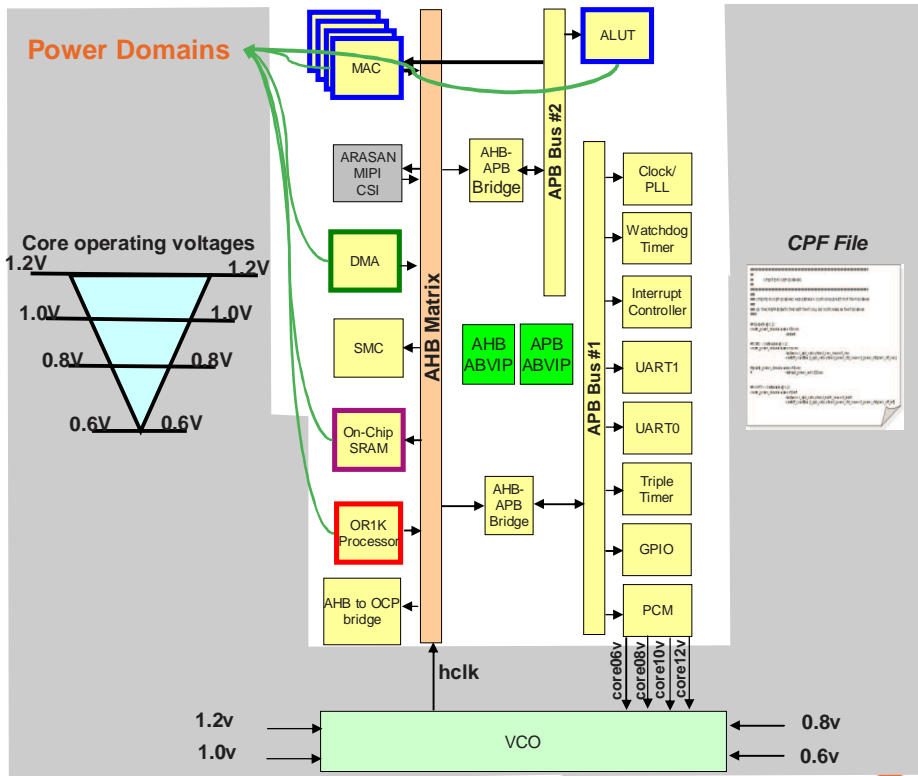 Power Domains
MAC
ALUT
APB Bus #2
ARASAN
MIPI
CSI
AHB-
APB
Bridge
Clock/
PLL
Core operating voltages
1.2V
1.2V
1.0V
1.0V
0.8V
0.8V
0.6V
0.6V
DMA
AHB Matrix
Watchdog
Timer
CPF File
Interrupt
Controller
SMC
AHB
ABVIP
APB
ABVIP
APB Bus #1
UART1
On-Chip
SRAM
UART0
AHB-
APB
Bridge
Triple
Timer
OR1K
Processor
GPIO
AHB to OCP
bridge
PCM
hclk
core06v
core08v
core10v
core12v
1.2v
1.0v
VCO
0.8v
0.6v